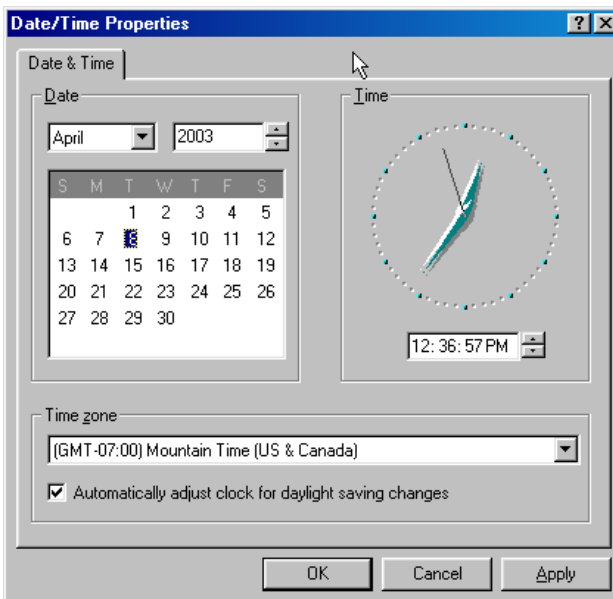 Date/Time Properties
Date & Time
Date
April 2003
S M T W T F S
1 2 3 4 5
6 7 8 9 10 11 12
13 14 15 16 17 18 19
20 21 22 23 24 25 26
27 28 29 30
Time
12: 36: 57 PM
Time zone
(GMT-07:00) Mountain Time (US & Canada)
Automatically adjust clock for daylight saving changes
OK Cancel Apply